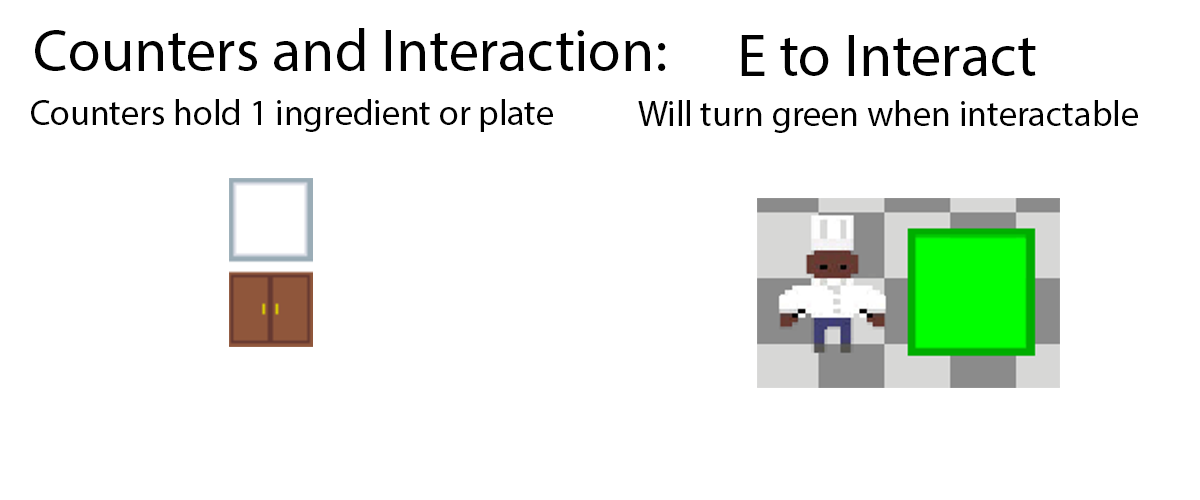 Counters and Interaction:
Counters hold 1 ingredient or plate
E to Interact
Will turn green when interactable